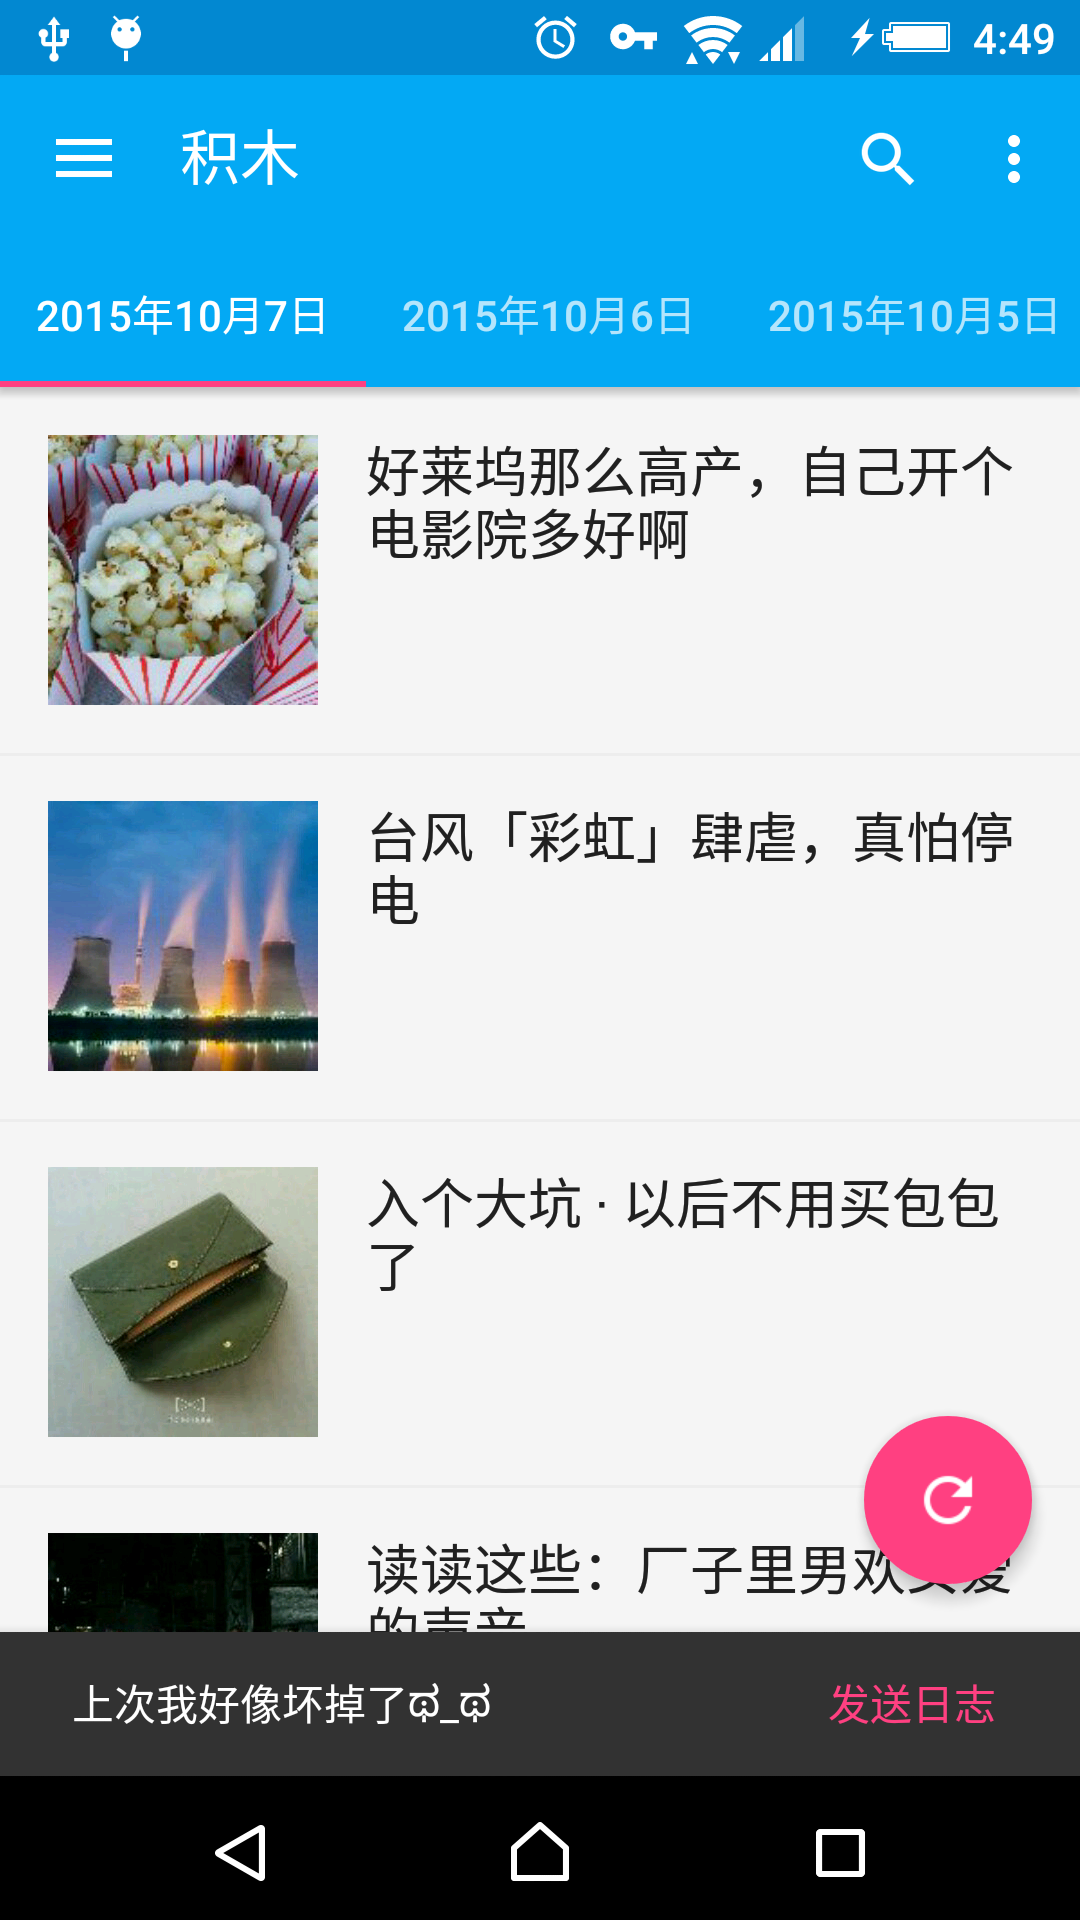 4:49
积木
2015年10月7日 2015年10月6日 2015年10月5日
好莱坞那么高产，自己开个
电影院多好啊
台风「彩虹」肆虐，真怕停
电
入个大坑 · 以后不用买包包
了
读读这些：厂子里男欢女爱
的声音
上次我好像坏掉了ಥ_ಥ 发送日志